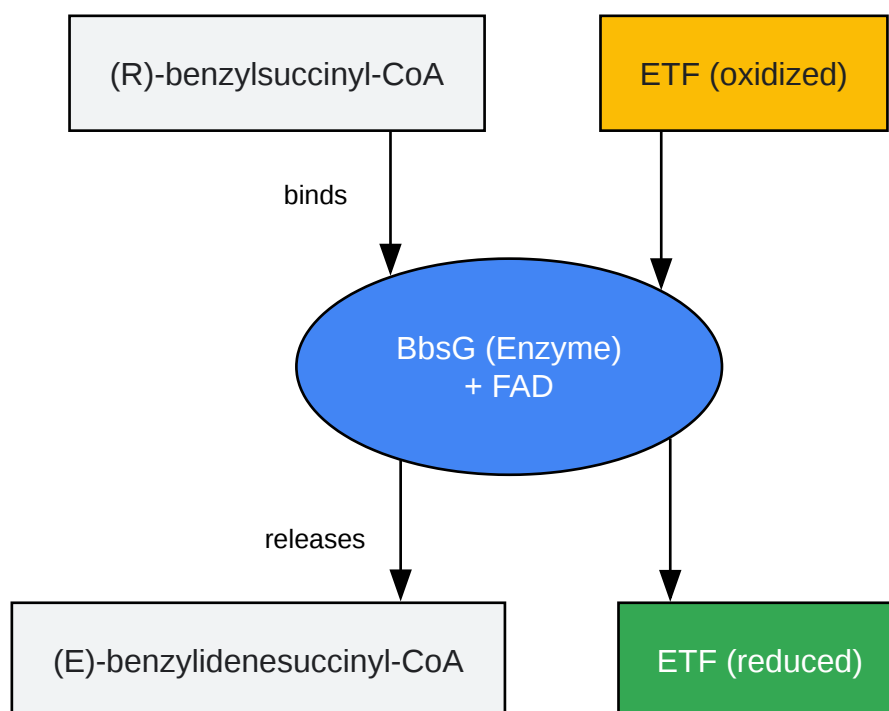 (R)-benzylsuccinyl-CoA
ETF (oxidized)
binds
BbsG (Enzyme)
+ FAD
releases
(E)-benzylidenesuccinyl-CoA
ETF (reduced)